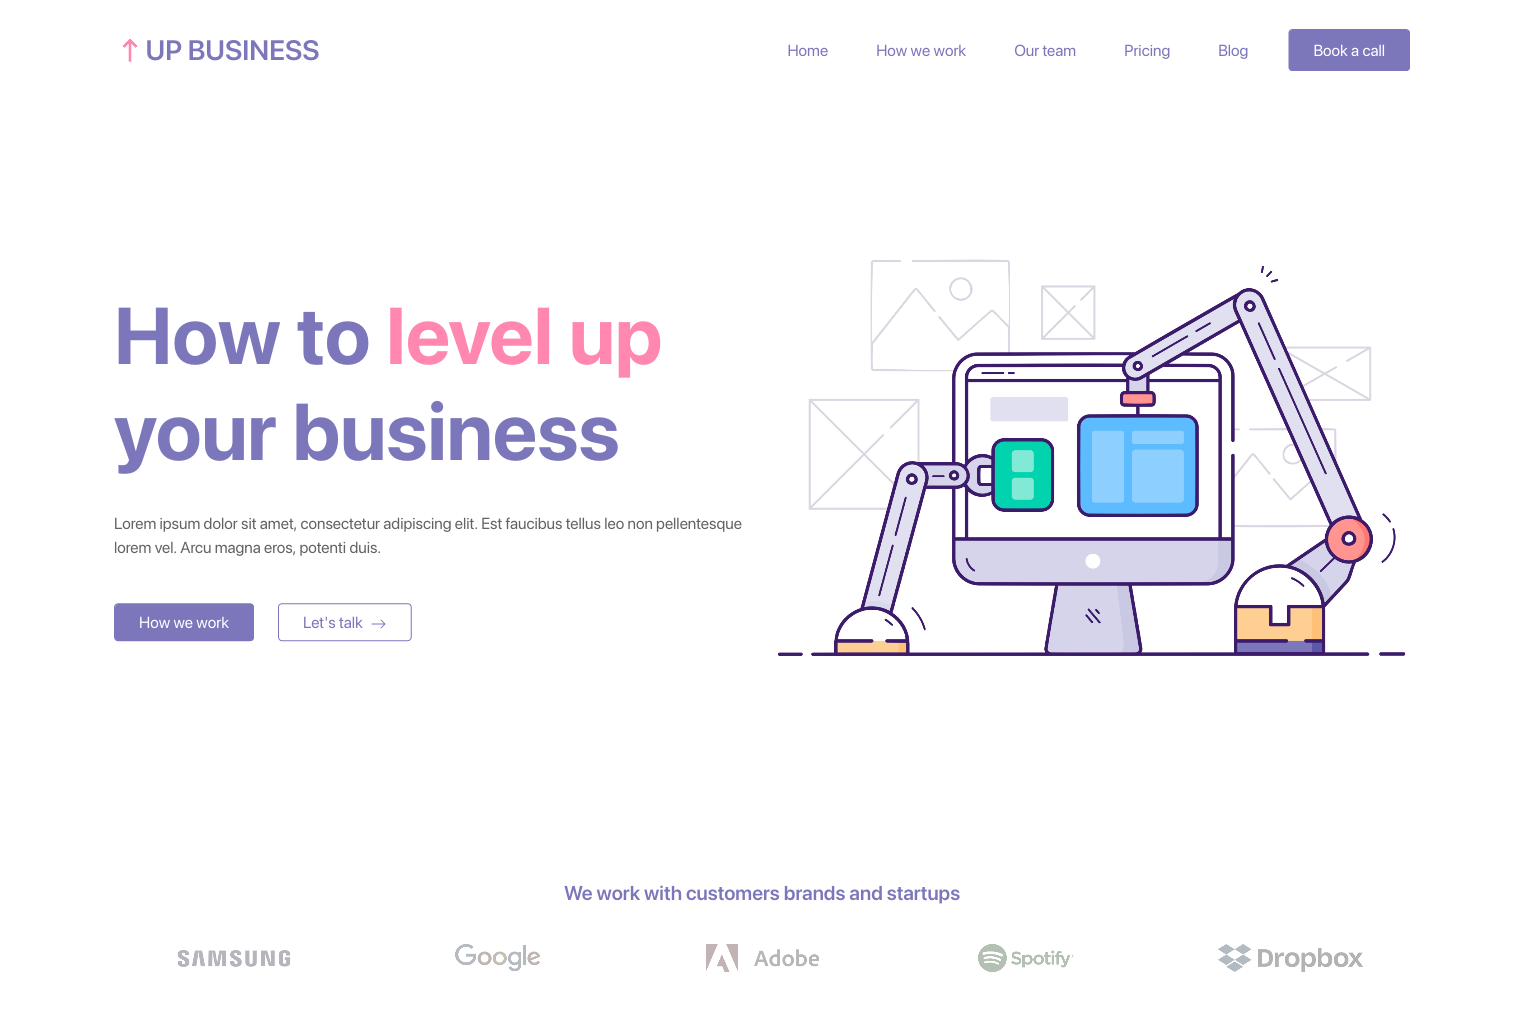 UP BUSINESS
Home
How we work
Our team
Pricing
Blog
Book a call
How to level up
your business
Lorem ipsum dolor sit amet, consectetur adipiscing elit. Est faucibus tellus leo non pellentesque
lorem vel. Arcu magna eros, potenti duis.
How we work
Let's talk →
We work with customers brands and startups
SAMSUNG
Google
Adobe
Spotify
Dropbox